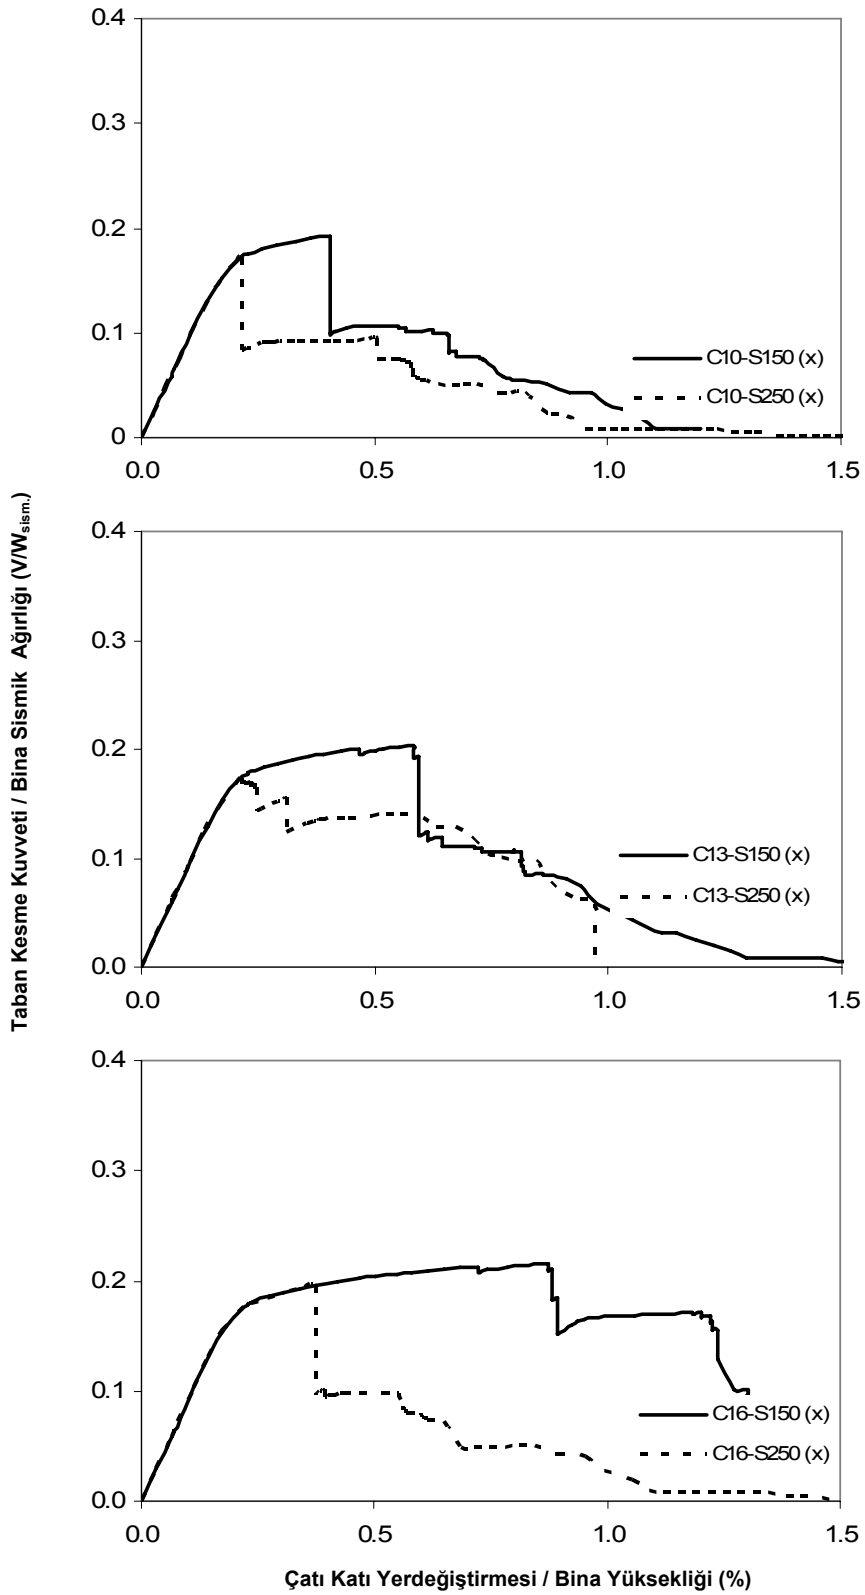 Taban Kesme Kuvveti / Bina Sismik Ağırlığı (V/Wsism.)
0.4
0.3
0.2
0.1
0
C10-S150 (x)
C10-S250 (x)
0.0 0.5 1.0 1.5
0.4
0.3
0.2
0.1
0.0
C13-S150 (x)
C13-S250 (x)
0.0 0.5 1.0 1.5
0.4
0.3
0.2
0.1
0.0
C16-S150 (x)
C16-S250 (x)
0.0 0.5 1.0 1.5
Çatı Katı Yerdeğiştirmesi / Bina Yüksekliği (%)